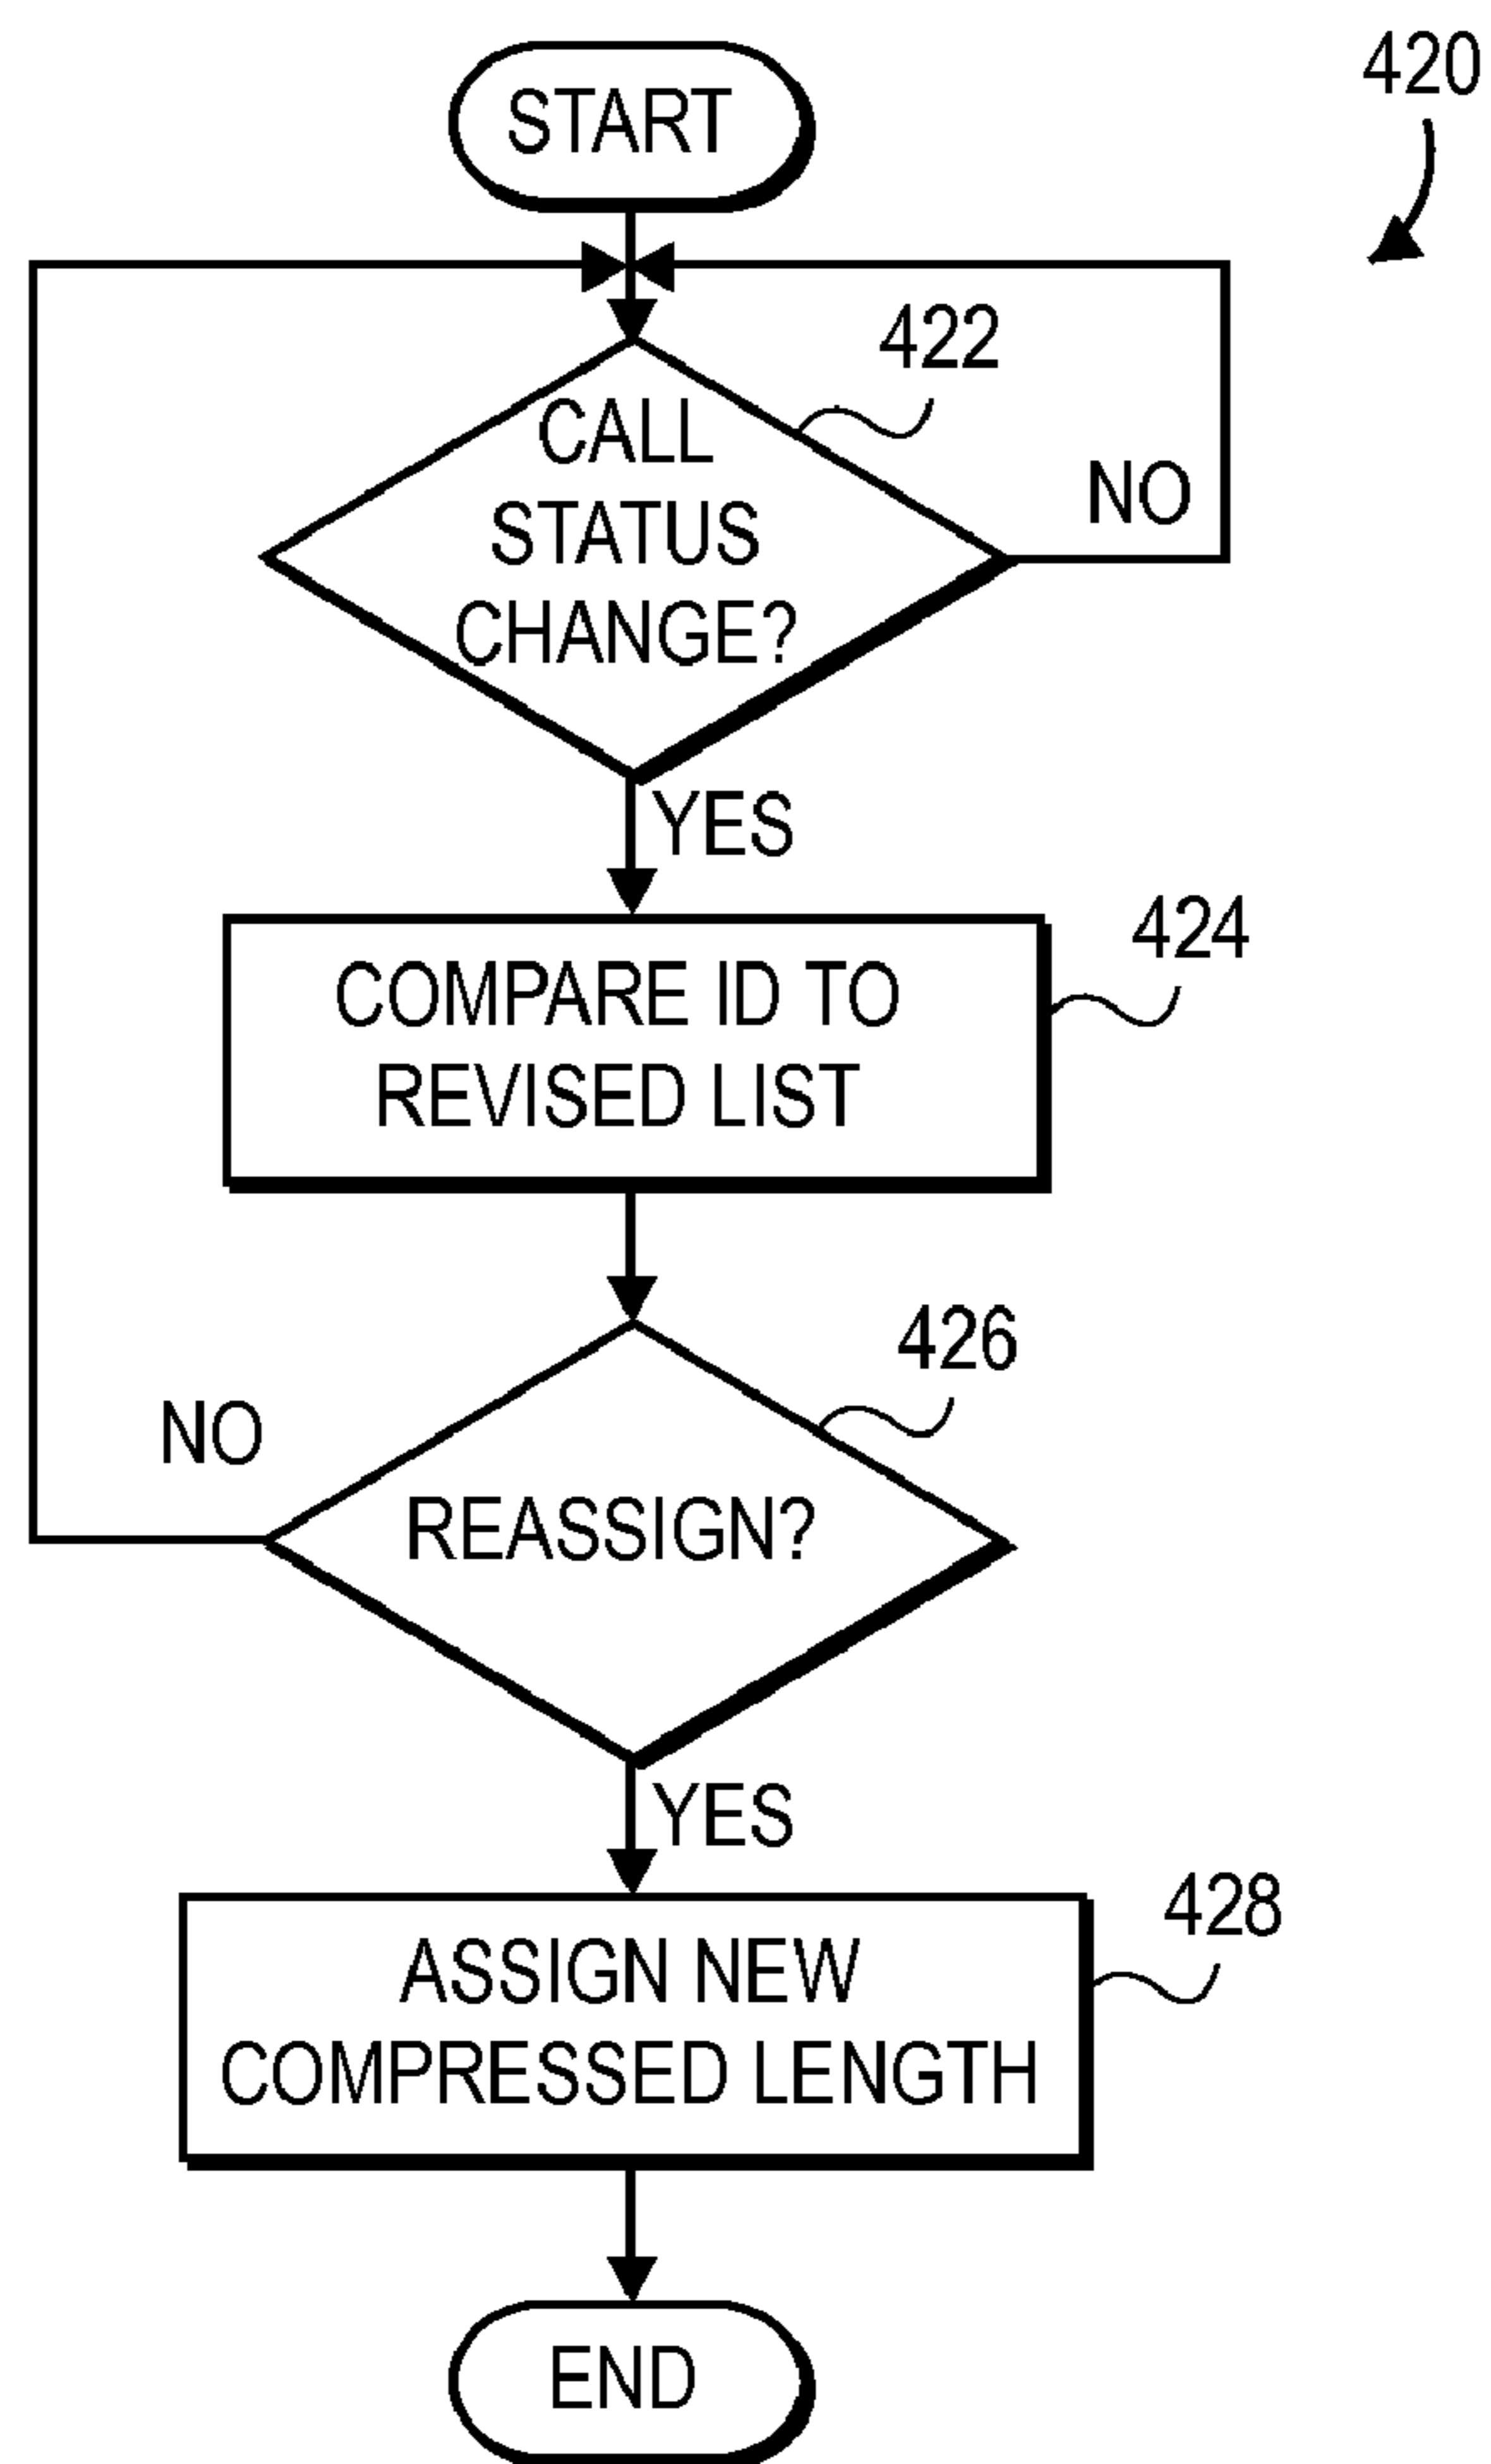 START
420
422
CALL
STATUS
CHANGE?
NO
YES
424
COMPARE ID TO
REVISED LIST
426
NO
REASSIGN?
YES
428
ASSIGN NEW
COMPRESSED LENGTH
END